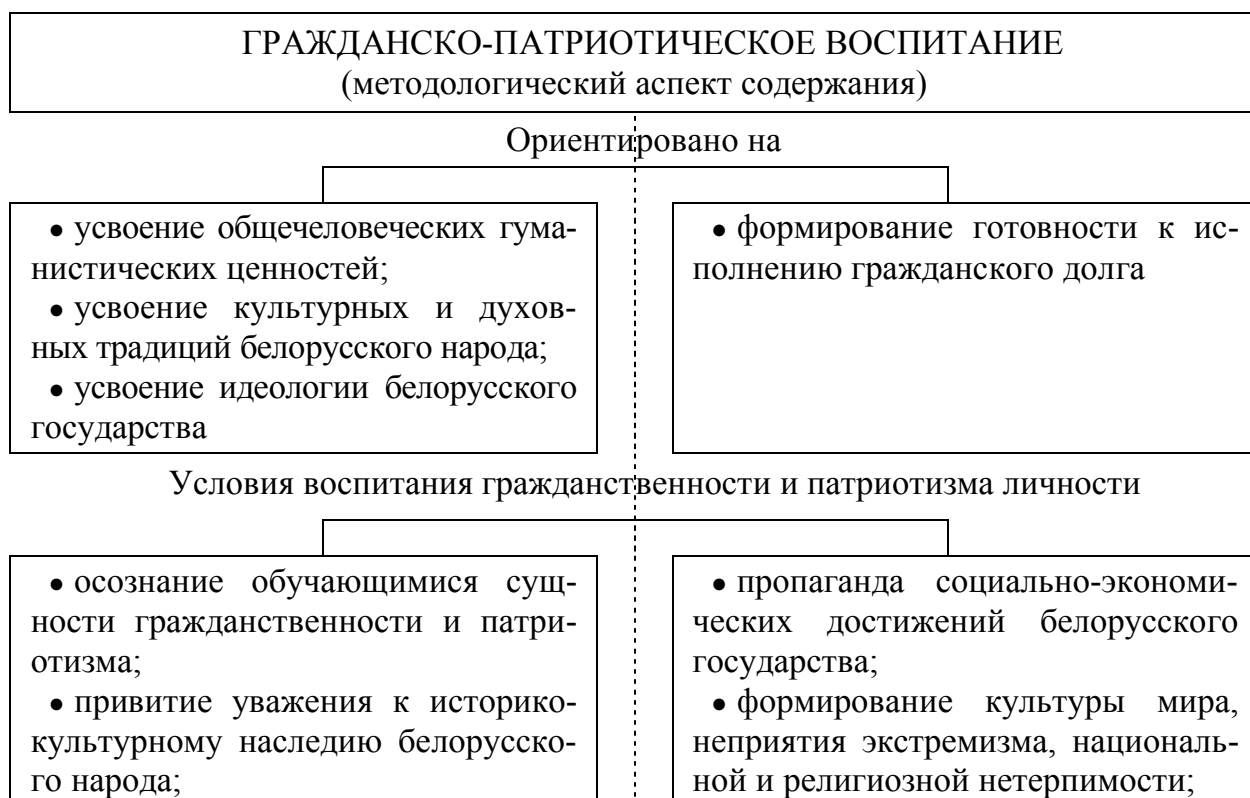 ГРАЖДАНСКО-ПАТРИОТИЧЕСКОЕ ВОСПИТАНИЕ
(методологический аспект содержания)
Ориентировано на
• усвоение общечеловеческих гума-
нистических ценностей;
• усвоение культурных и духов-
ных традиций белорусского народа;
• усвоение идеологии белорусского
государства
• формирование готовности к ис-
полнению гражданского долга
Условия воспитания гражданственности и патриотизма личности
• осознание обучающимися сущ-
ности гражданственности и патри-
отизма;
• привитие уважения к историко-
культурному наследию белорусско-
го народа;
• пропаганда социально-экономи-
ческих достижений белорусского
государства;
• формирование культуры мира,
неприятия экстремизма, националь-
ной и религиозной нетерпимости;